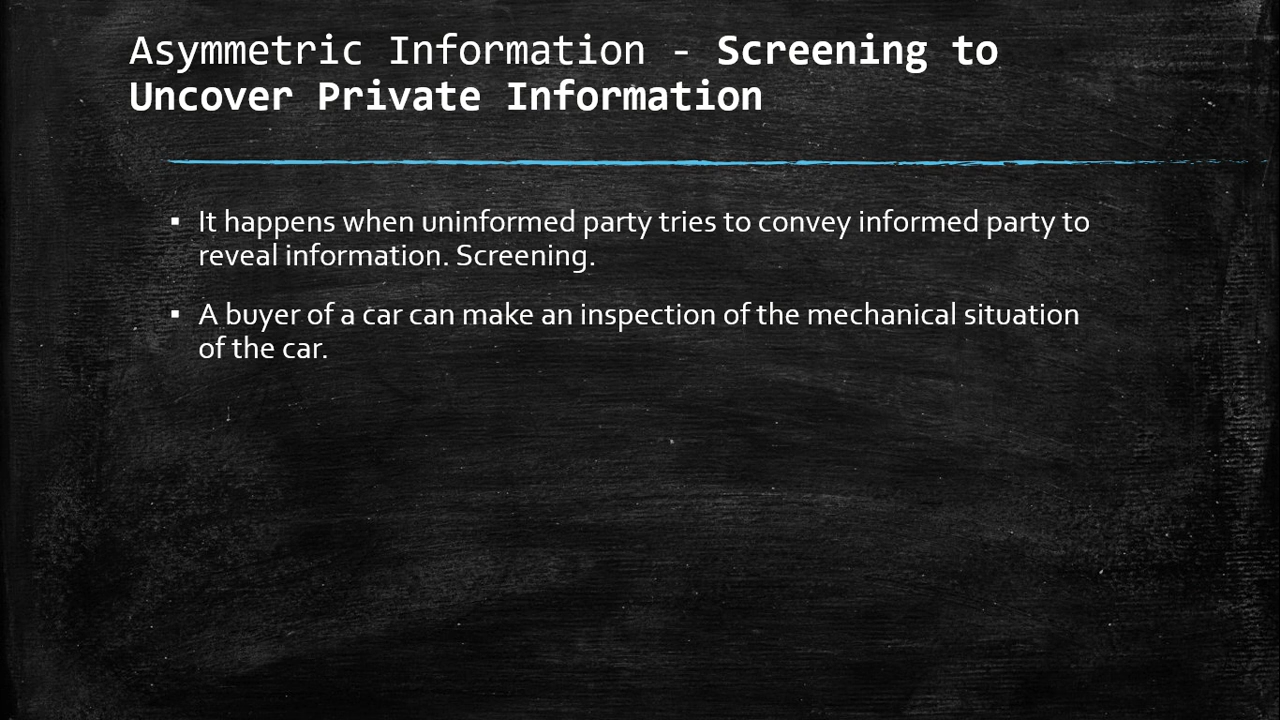 Asymmetric Information - Screening to
Uncover Private Information
▪ It happens when uninformed party tries to convey informed party to
reveal information. Screening.
▪ A buyer of a car can make an inspection of the mechanical situation
of the car.